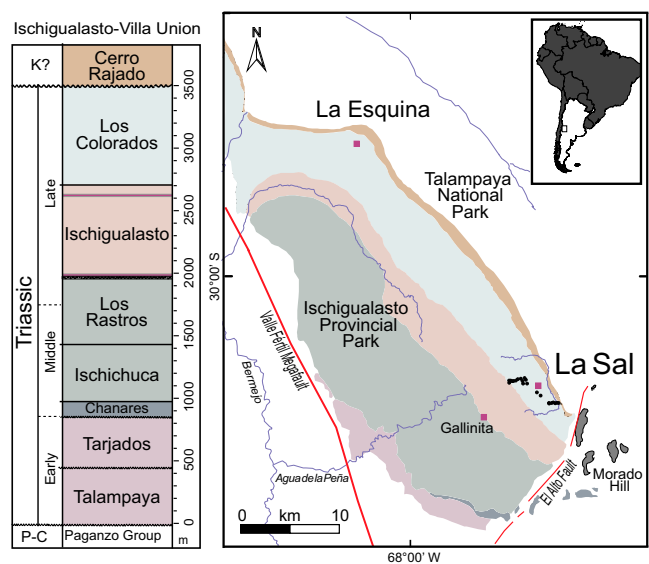 Ischigualasto-Villa Union
K?
Cerro
Rajado
Triassic
Late
Middle
Early
Los
Colorados
Ischigualasto
Los
Rastros
Ischichuca
Chanares
Tarjados
Talampaya
P-C
Paganzo Group
3500
3000
2500
2000
1500
1000
500
0
m
N
La Esquina
Talampaya
National
Park
30°00' S
Ischigualasto
Provincial
Park
Valle Fértil Megafault
Bermejo
La Sal
Gallinita
Agua de la Peña
El Alto Fault
Morado
Hill
0 km 10
68°00' W